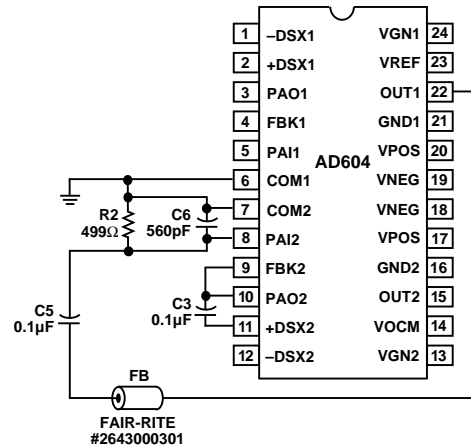 1 –DSX1 VGN1 24
2 +DSX1 VREF 23
3 PAO1 OUT1 22
4 FBK1 GND1 21
5 PAI1 VPOS 20
AD604
6 COM1 VNEG 19
7 COM2 VNEG 18
8 PAI2 VPOS 17
9 FBK2 GND2 16
10 PAO2 OUT2 15
11 +DSX2 VOCM 14
12 –DSX2 VGN2 13
R2
499Ω
C6
560pF
C3
0.1µF
C5
0.1µF
FB
FAIR-RITE
#2643000301